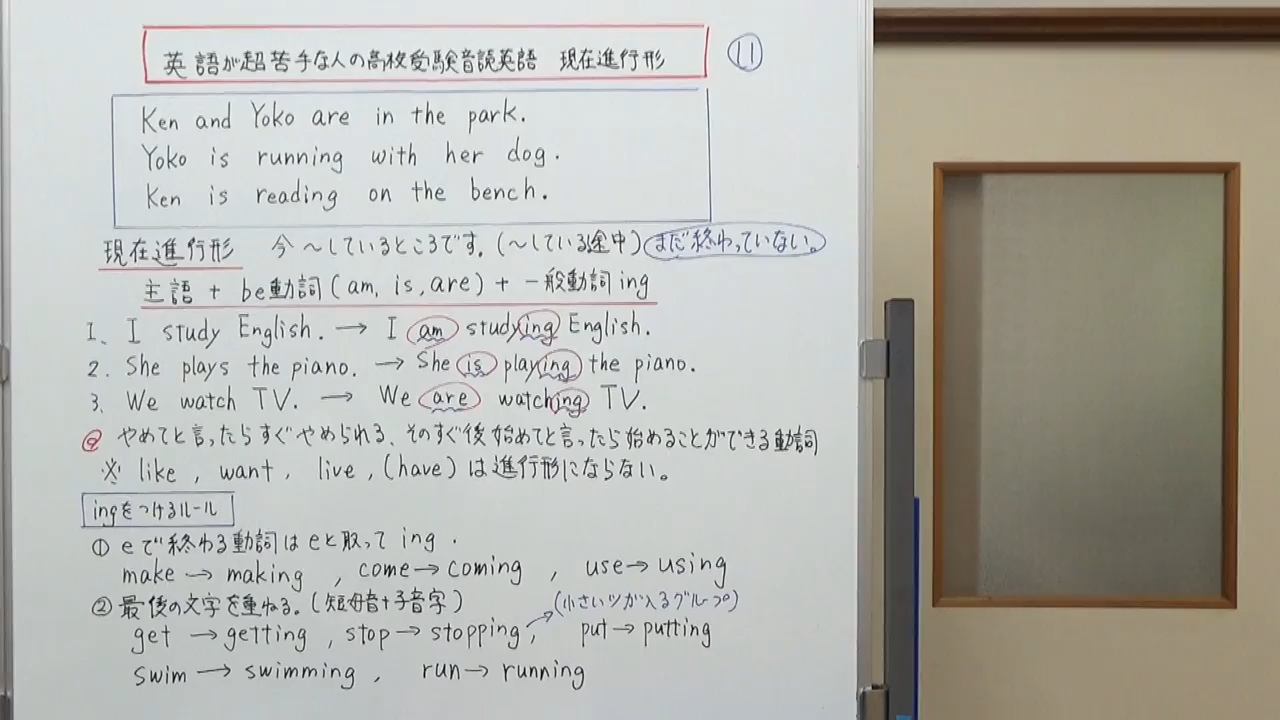 英語が超苦手な人の高校受験音読英語 現在進行形 11
Ken and Yoko are in the park.
Yoko is running with her dog.
Ken is reading on the bench.
現在進行形 今 〜しているところです。(〜している途中) まだ終わっていない。
主語 + be動詞 (am, is, are) + 一般動詞 ing
1. I study English. → I am studying English.
2. She plays the piano. → She is playing the piano.
3. We watch TV. → We are watching TV.
やめてと言ったらすぐやめられる、そのすぐ後始めてと言ったら始めることができる動詞
※ like, want, live, (have) は進行形にならない。
ingをつけるルール
① eで終わる動詞はeと取って ing.
make → making, come → coming, use → using
② 最後の文字を重ねる。(短母音+子音字) (小さいツが入るグループ)
get → getting, stop → stopping, put → putting
swim → swimming, run → running